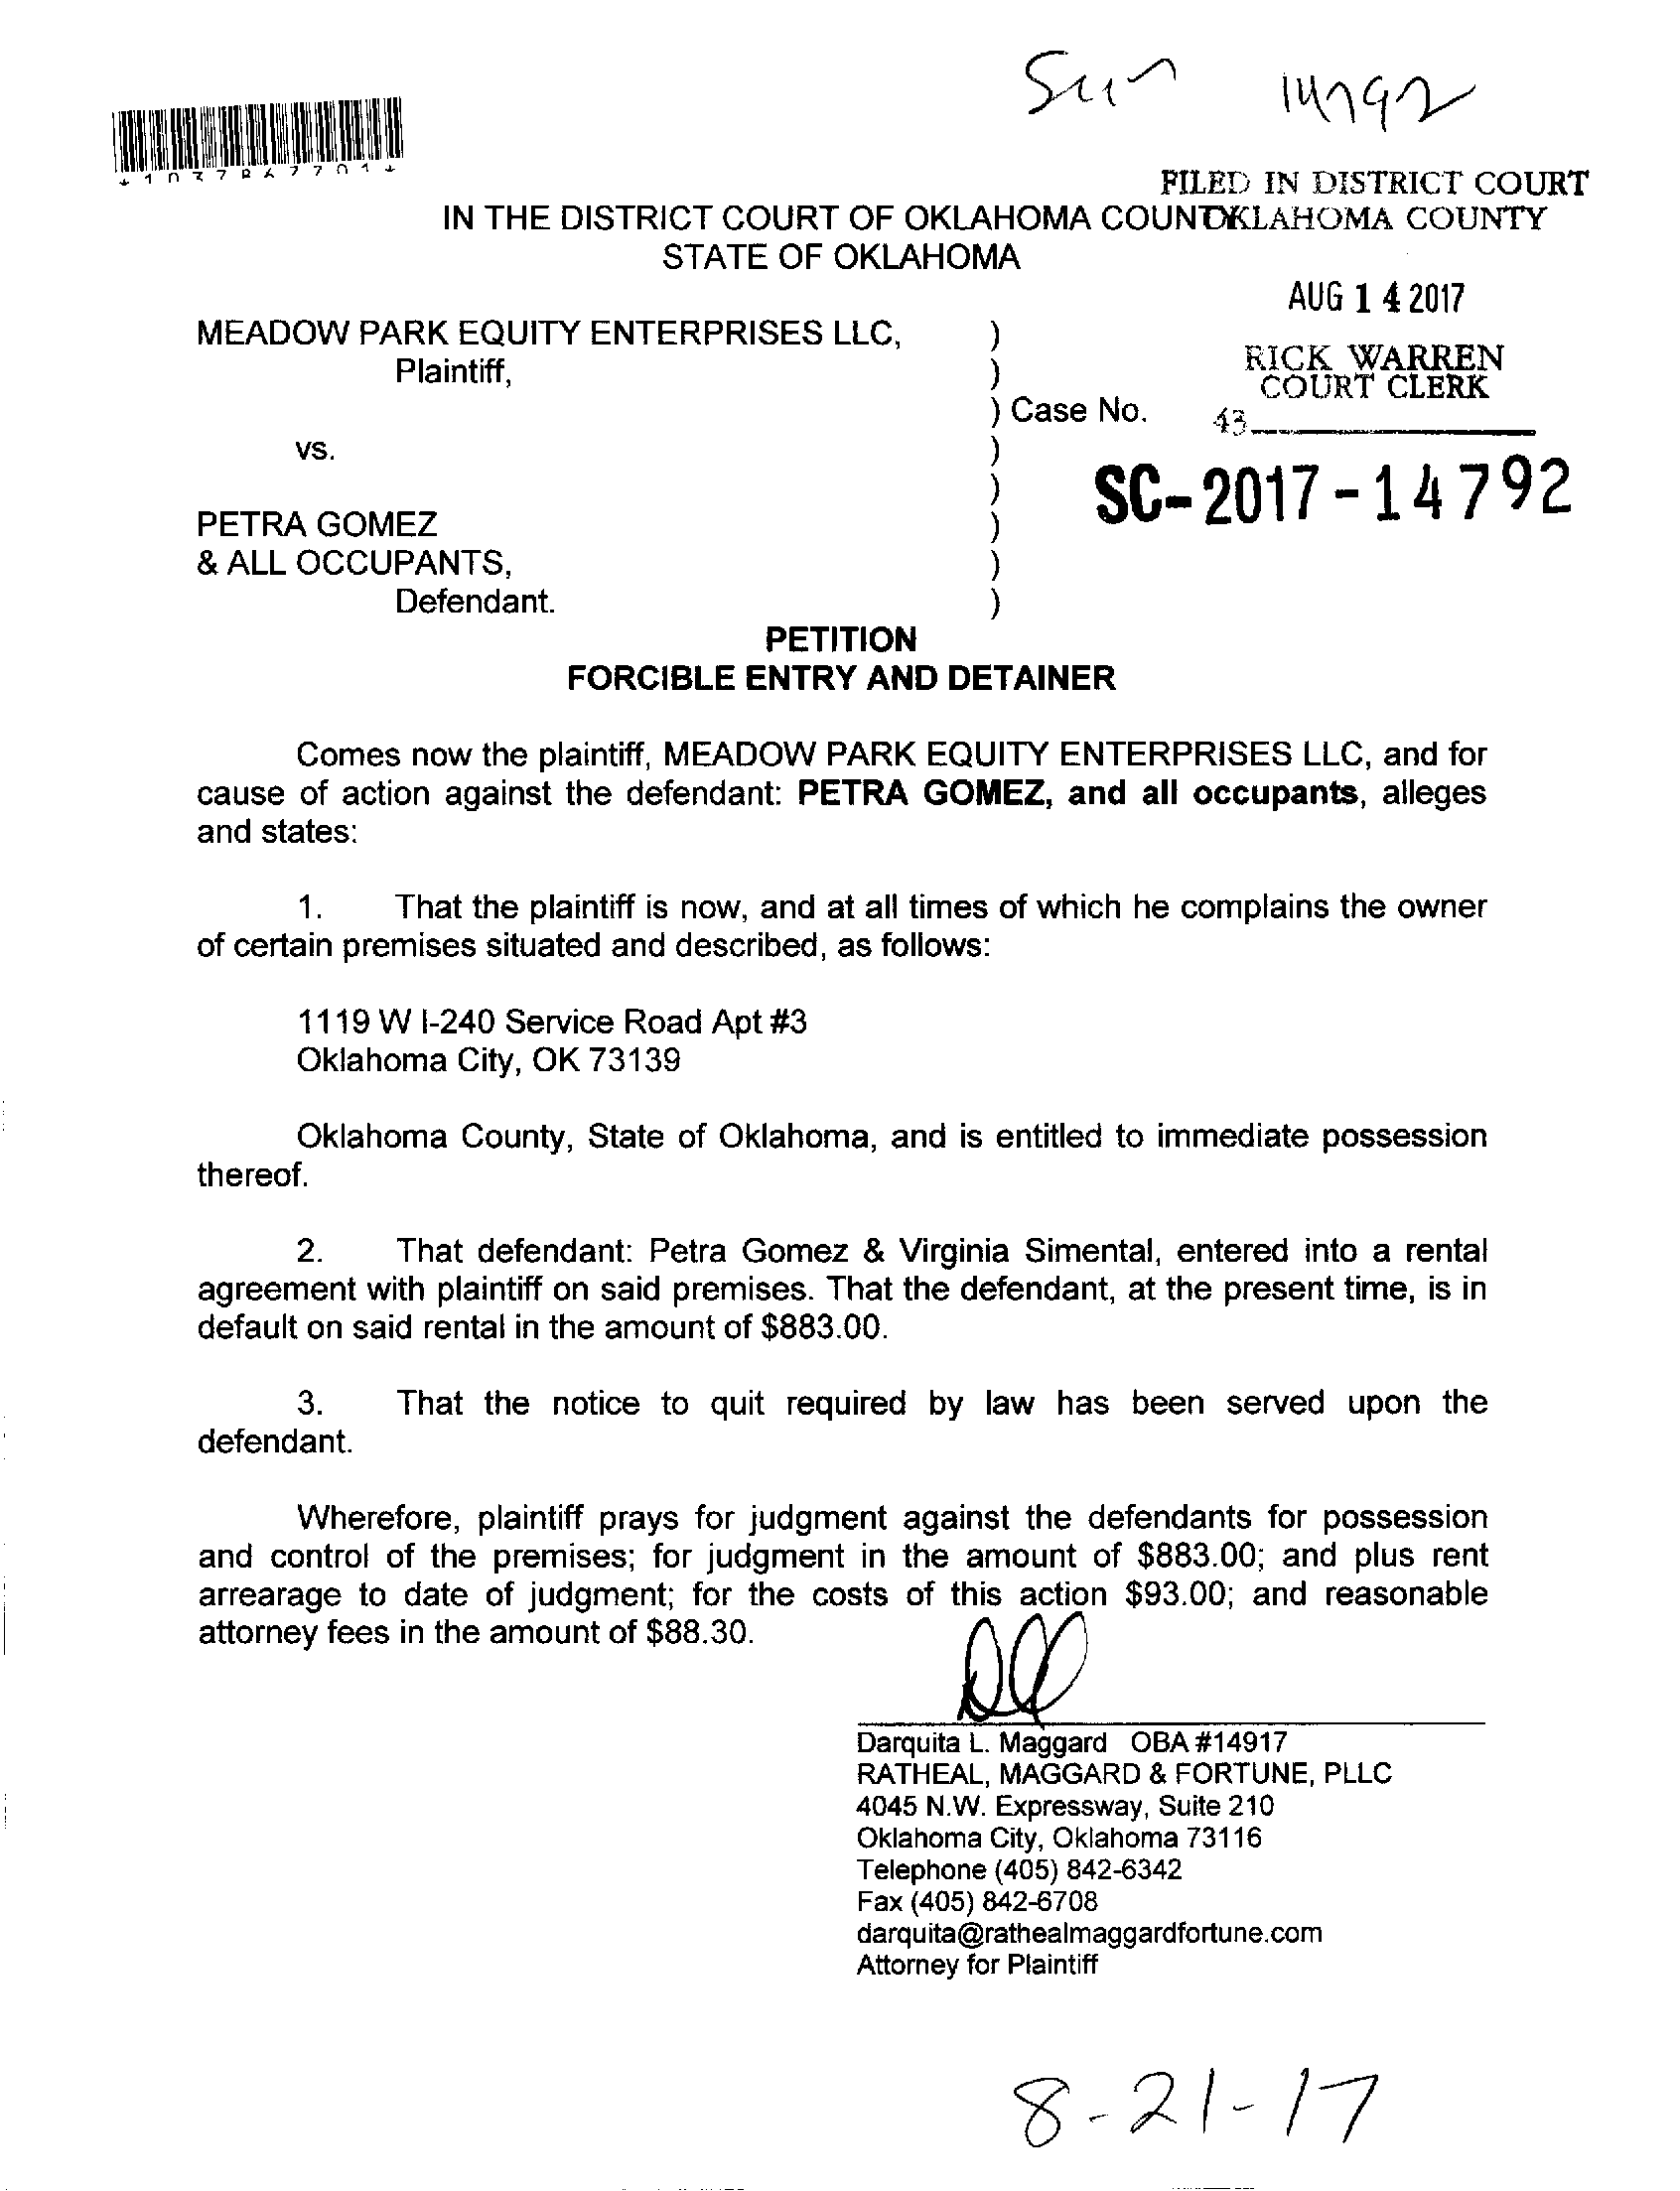 14792
FILED IN DISTRICT COURT
OKLAHOMA COUNTY
IN THE DISTRICT COURT OF OKLAHOMA COUNTY
STATE OF OKLAHOMA
AUG 14 2017
RICK WARREN
COURT CLERK
43
MEADOW PARK EQUITY ENTERPRISES LLC, )
Plaintiff, )
) Case No.
vs. )
)
SC-2017-14792
PETRA GOMEZ )
& ALL OCCUPANTS, )
Defendant. )
PETITION
FORCIBLE ENTRY AND DETAINER
Comes now the plaintiff, MEADOW PARK EQUITY ENTERPRISES LLC, and for
cause of action against the defendant: PETRA GOMEZ, and all occupants, alleges
and states:
1. That the plaintiff is now, and at all times of which he complains the owner
of certain premises situated and described, as follows:
1119 W I-240 Service Road Apt #3
Oklahoma City, OK 73139
Oklahoma County, State of Oklahoma, and is entitled to immediate possession
thereof.
2. That defendant: Petra Gomez & Virginia Simental, entered into a rental
agreement with plaintiff on said premises. That the defendant, at the present time, is in
default on said rental in the amount of $883.00.
3. That the notice to quit required by law has been served upon the
defendant.
Wherefore, plaintiff prays for judgment against the defendants for possession
and control of the premises; for judgment in the amount of $883.00; and plus rent
arrearage to date of judgment; for the costs of this action $93.00; and reasonable
attorney fees in the amount of $88.30.
Darquita L. Maggard OBA #14917
RATHEAL, MAGGARD & FORTUNE, PLLC
4045 N.W. Expressway, Suite 210
Oklahoma City, Oklahoma 73116
Telephone (405) 842-6342
Fax (405) 842-6708
darquita@rathealmaggardfortune.com
Attorney for Plaintiff
8-21-17